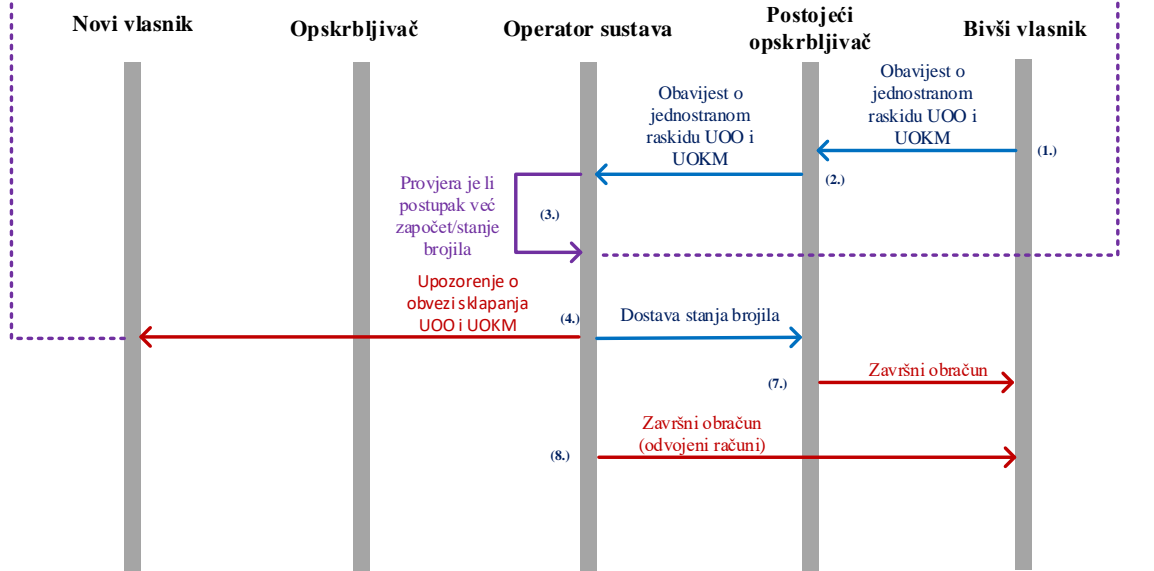 Novi vlasnik
Opskrbljivač
Operator sustava
Postojeći
opskrbljivač
Bivši vlasnik
Obavijest o
jednostranom
raskidu UOO i
UOKM
(1.)
Obavijest o
jednostranom
raskidu UOO i
UOKM
(2.)
Provjera je li
postupak već
započet/stanje
brojila
(3.)
Upozorenje o
obvezi sklapanja
UOO i UOKM
(4.)
Dostava stanja brojila
(7.)
Završni obračun
Završni obračun
(odvojeni računi)
(8.)